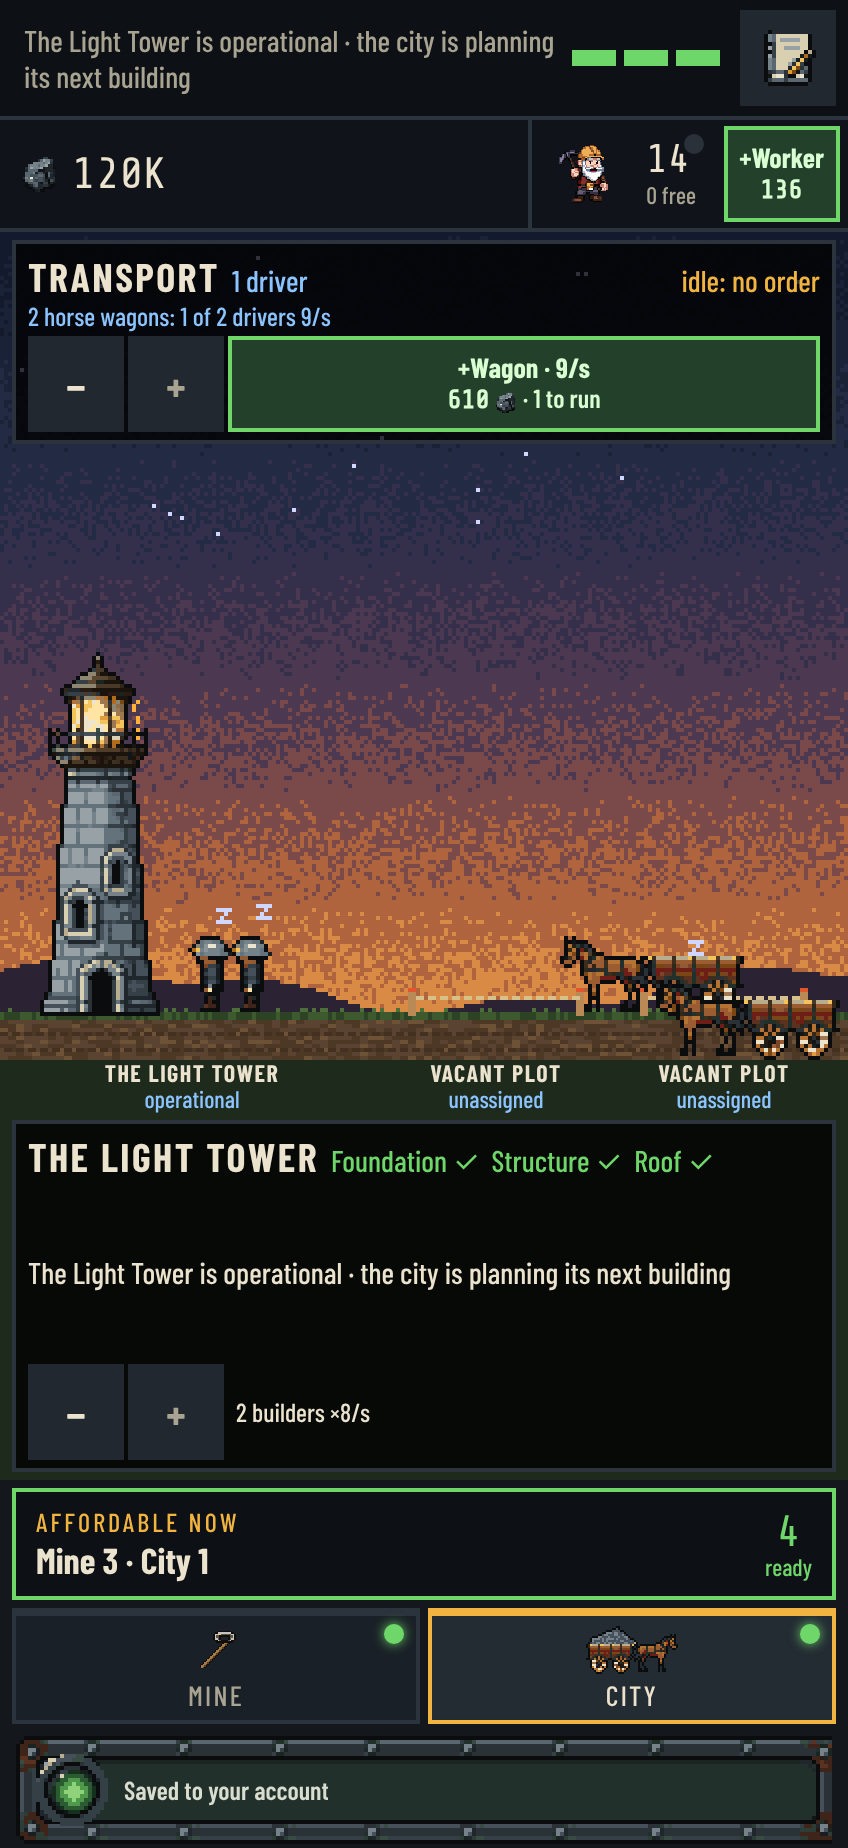 The Light Tower is operational · the city is planning
its next building
120K
14
0 free
+Worker
136
TRANSPORT 1 driver
idle: no order
2 horse wagons: 1 of 2 drivers 9/s
− +
+Wagon · 9/s
610 · 1 to run
THE LIGHT TOWER
operational
VACANT PLOT
unassigned
VACANT PLOT
unassigned
THE LIGHT TOWER Foundation ✓ Structure ✓ Roof ✓
The Light Tower is operational · the city is planning its next building
− + 2 builders ×8/s
AFFORDABLE NOW
Mine 3 · City 1
4
ready
MINE
CITY
Saved to your account